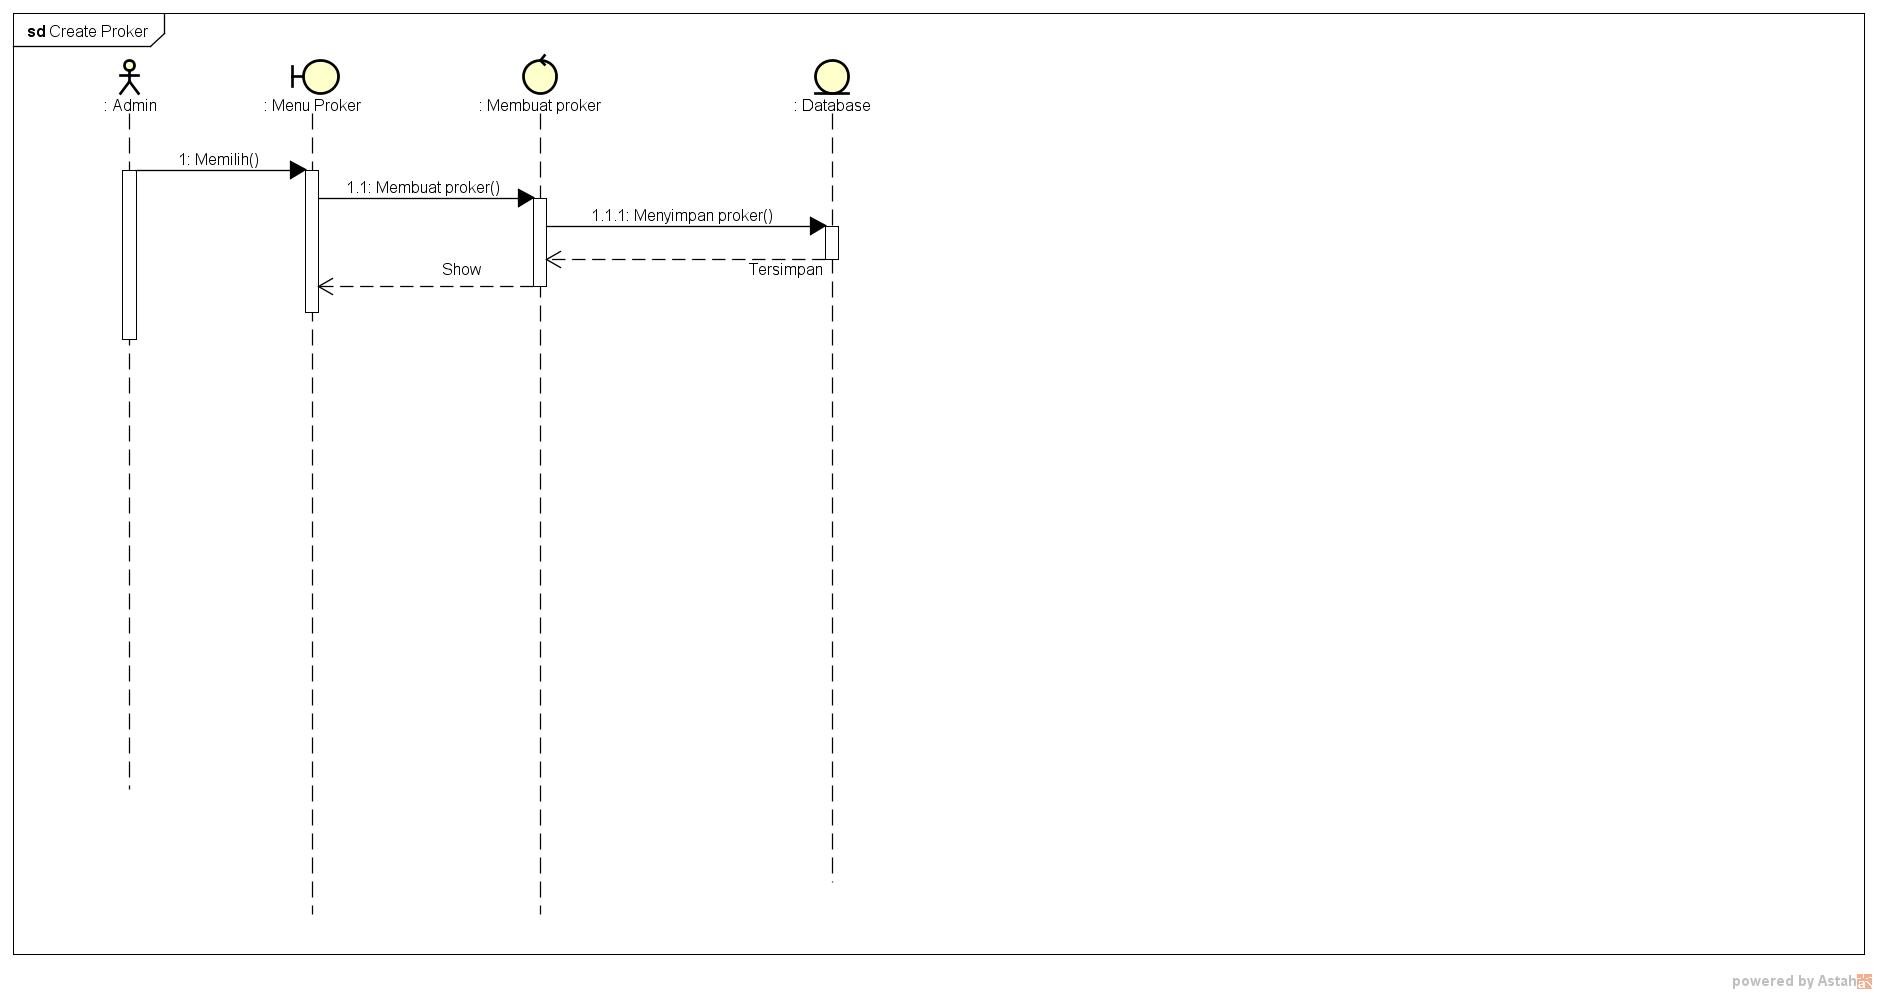 sd Create Proker
: Admin
: Menu Proker
: Membuat proker
: Database
1: Memilih()
1.1: Membuat proker()
1.1.1: Menyimpan proker()
Tersimpan
Show
powered by Astah